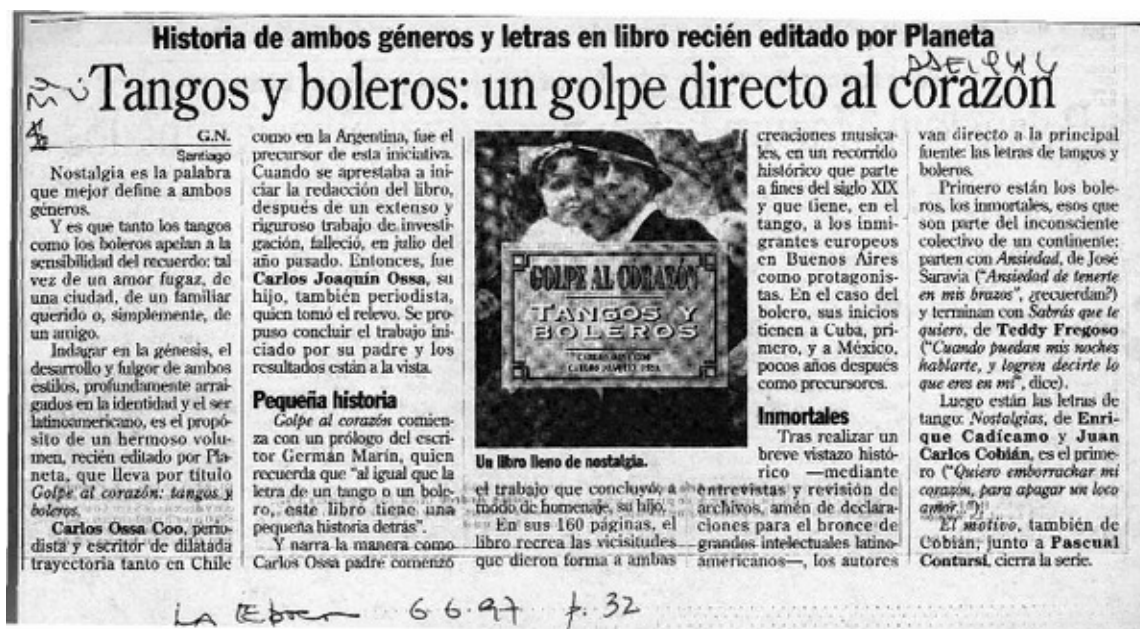 Historia de ambos géneros y letras en libro recién editado por Planeta
Tangos y boleros: un golpe directo al corazón
G.N.
Santiago
Nostalgia es la palabra
que mejor define a ambos
géneros.
Y es que tanto los tangos
como los boleros apelan a la
sensibilidad del recuerdo: tal
vez de un amor fugaz, de
una ciudad, de un familiar
querido o, simplemente, de
un amigo.
Indagar en la génesis, el
desarrollo y fulgor de ambos
estilos, profundamente arrai-
gados en la identidad y el ser
latinoamericano, es el propó-
sito de un hermoso volu-
men, recién editado por Pla-
neta, que lleva por título
Golpe al corazón: tangos y
boleros.
Carlos Ossa Coo, perio-
dista y escritor de dilatada
trayectoria tanto en Chile
como en la Argentina, fue el
precursor de esta iniciativa.
Cuando se aprestaba a ini-
ciar la redacción del libro,
después de un extenso y
riguroso trabajo de investi-
gación, falleció, en julio del
año pasado. Entonces, fue
Carlos Joaquín Ossa, su
hijo, también periodista,
quien tomó el relevo. Se pro-
puso concluir el trabajo ini-
ciado por su padre y los
resultados están a la vista.
Pequeña historia
Golpe al corazón comien-
za con un prólogo del escri-
tor Germán Marín, quien
recuerda que "al igual que la
letra de un tango o un bole-
ro, este libro tiene una
pequeña historia detrás".
Y narra la manera como
Carlos Ossa padre comenzó
GOLPE AL CORAZÓN
TANGOS Y
BOLEROS
Un libro lleno de nostalgia.
el trabajo que concluyó, a
modo de homenaje, su hijo.
En sus 160 páginas, el
libro recrea las vicisitudes
que dieron forma a ambas
creaciones musica-
les, en un recorrido
histórico que parte
a fines del siglo XIX
y que tiene, en el
tango, a los inmi-
grantes europeos
en Buenos Aires
como protagonis-
tas. En el caso del
bolero, sus inicios
tienen a Cuba, pri-
mero, y a México,
pocos años después
como precursores.
Inmortales
Tras realizar un
breve vistazo histó-
rico —mediante
entrevistas y revisión de
archivos, amén de declara-
ciones para el bronce de
grandes intelectuales latino-
americanos—, los autores
van directo a la principal
fuente: las letras de tangos y
boleros.
Primero están los bole-
ros, los inmortales, esos que
son parte del inconsciente
colectivo de un continente:
parten con Ansiedad, de José
Saravia ("Ansiedad de tenerte
en mis brazos", ¿recuerdan?)
y terminan con Sabrás que te
quiero, de Teddy Fregoso
("Cuando puedan mis noches
hablarte, y logren decirte lo
que eres en mí", dice).
Luego están las letras de
tango: Nostalgias, de Enri-
que Cadícamo y Juan
Carlos Cobián, es el prime-
ro ("Quiero emborrachar mi
corazón, para apagar un loco
amor...").
El motivo, también de
Cobián, junto a Pascual
Contursi, cierra la serie.
La 6.6.97 p. 32